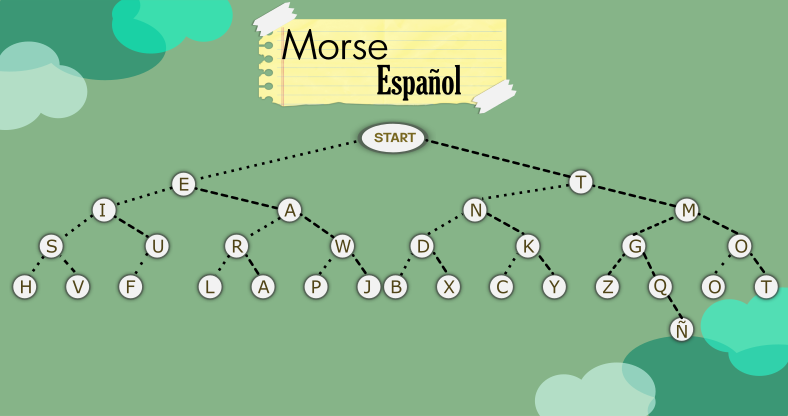 Morse
Español
START
E T
I A N M
S U R W D K G O
H V F L A P J B X C Y Z Q O T
Ñ